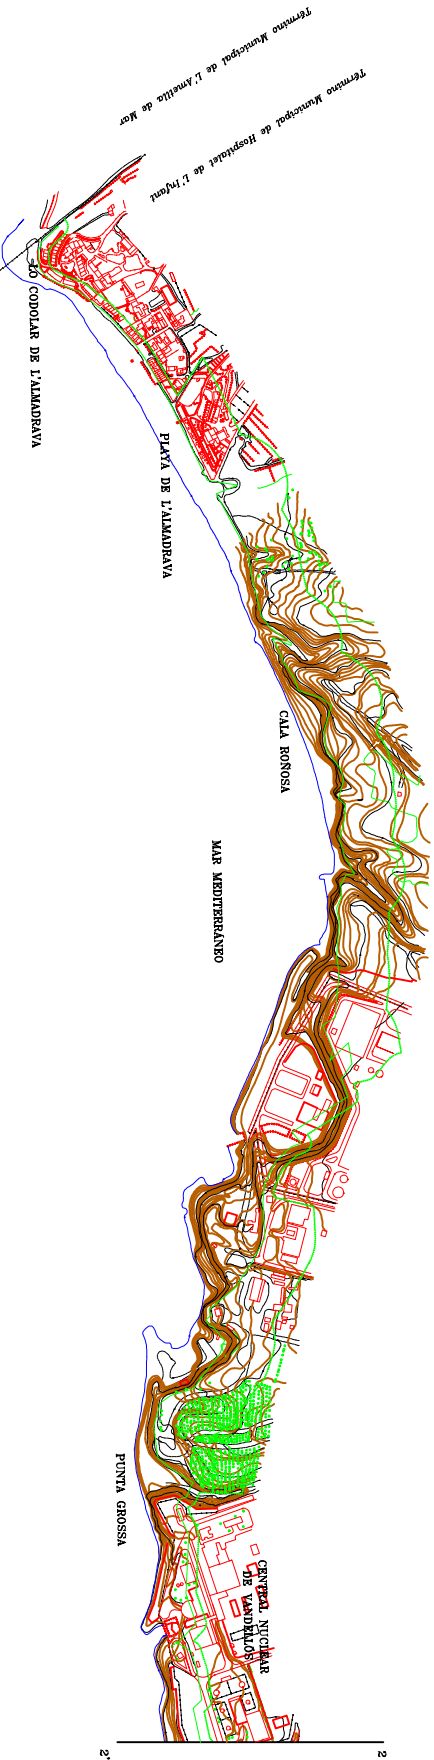 Término Municipal de L'Ametlla de Mar
Término Municipal de Hospitalet de L'Infant
LO CODOLAR DE L'ALMADRAVA
PLAYA DE L'ALMADRAVA
CALA ROÑOSA
MAR MEDITERRÁNEO
PUNTA GROSSA
CENTRAL NUCLEAR
DE VANDELLÓS
2'
2